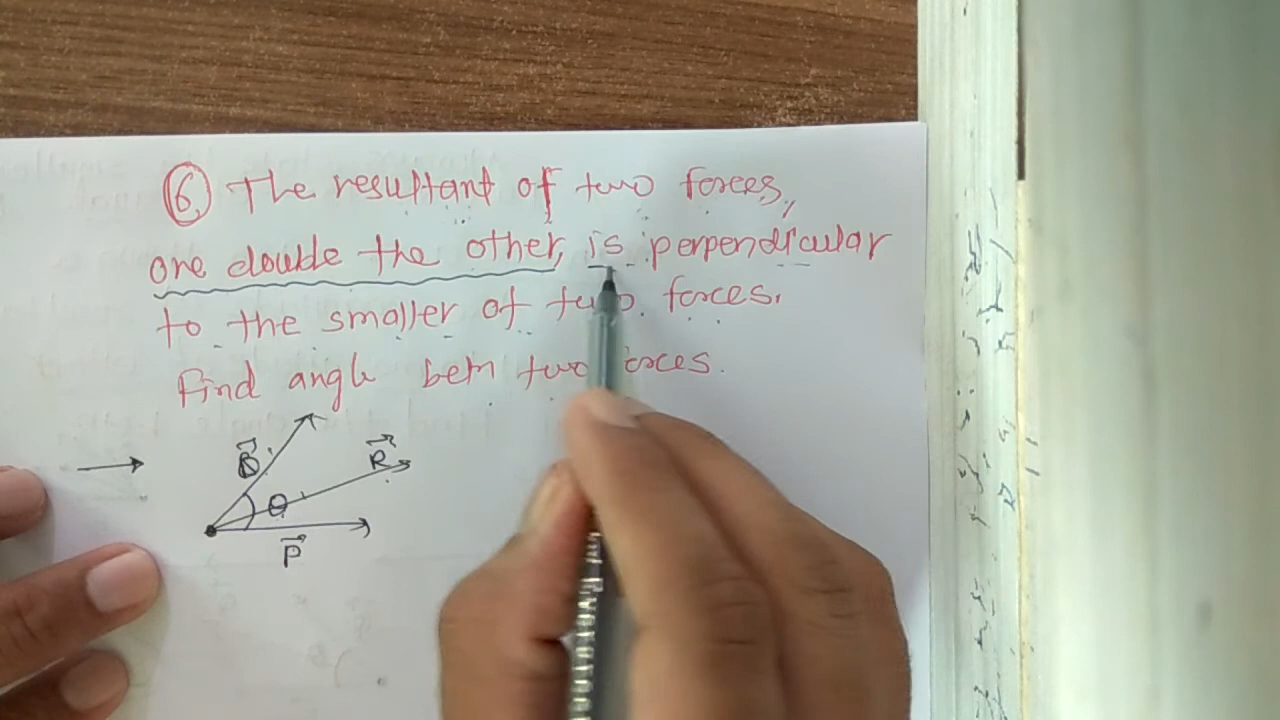 6 The resultant of two forces,
one double the other, is perpendicular
to the smaller of two forces.
Find angle betn two forces.
B
R
θ
P